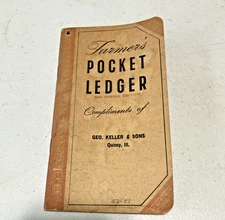 Farmer's
POCKET
LEDGER
Compliments of
GEO. KELLER & SONS
Quincy, Ill.